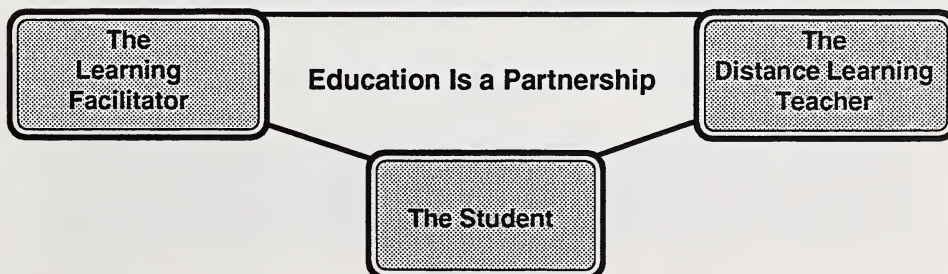 The
Learning
Facilitator
Education Is a Partnership
The
Distance Learning
Teacher
The Student